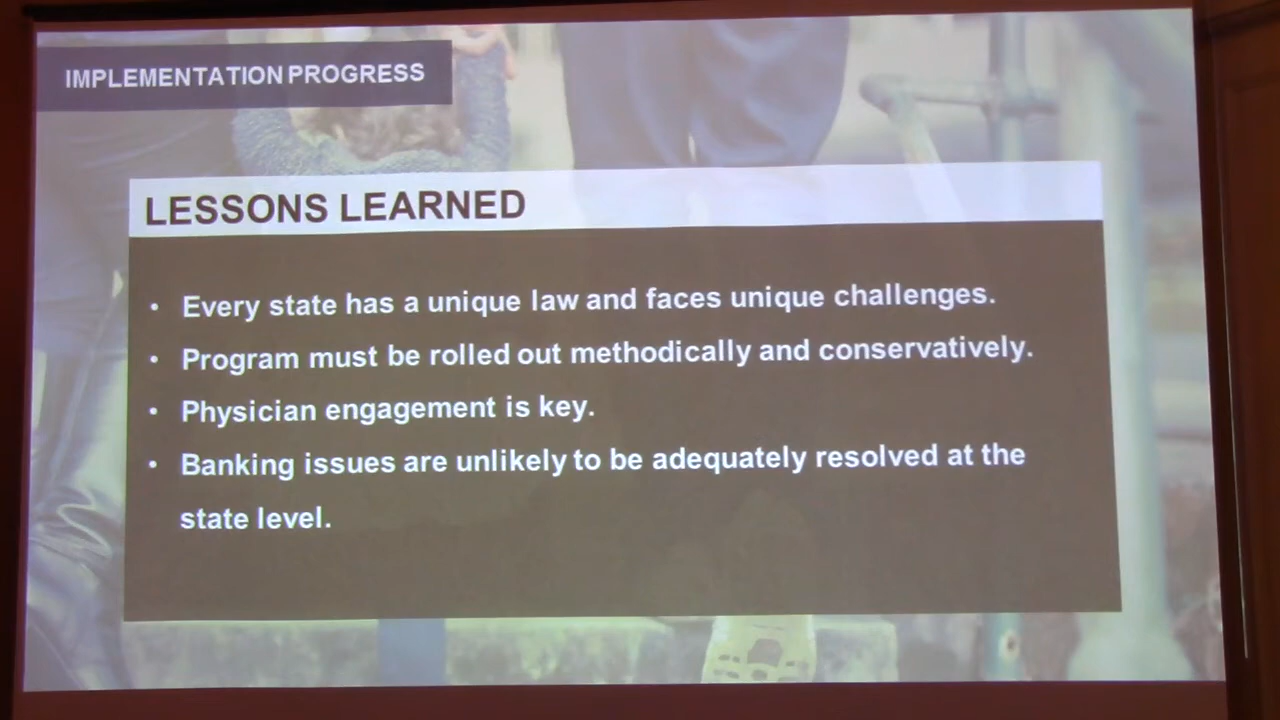 IMPLEMENTATION PROGRESS
LESSONS LEARNED
• Every state has a unique law and faces unique challenges.
• Program must be rolled out methodically and conservatively.
• Physician engagement is key.
• Banking issues are unlikely to be adequately resolved at the
state level.